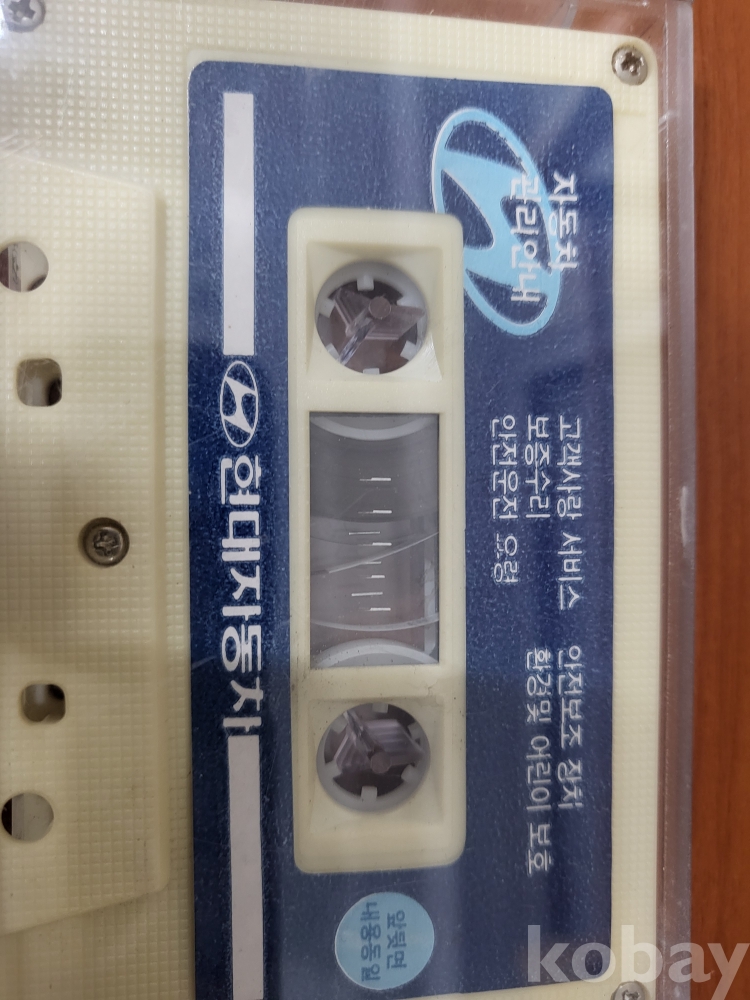 자동차
관리안내
고객사랑 서비스
보증수리
안전운전 요령
안전보조 장치
환경및 어린이 보호
현대자동차
앞뒷면
내용동일
kobay